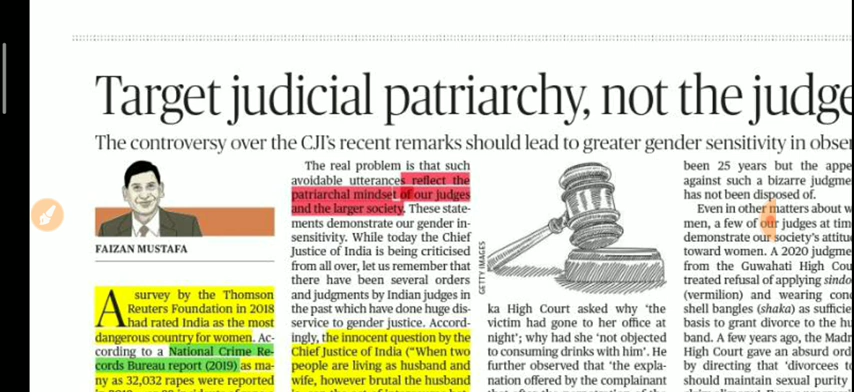 Target judicial patriarchy, not the judge
The controversy over the CJI's recent remarks should lead to greater gender sensitivity in obser
FAIZAN MUSTAFA
A survey by the Thomson
Reuters Foundation in 2018
had rated India as the most
dangerous country for women. Ac-
cording to a National Crime Re-
cords Bureau report (2019) as ma-
ny as 32,032 rapes were reported
The real problem is that such
avoidable utterances reflect the
patriarchal mindset of our judges
and the larger society. These state-
ments demonstrate our gender in-
sensitivity. While today the Chief
Justice of India is being criticised
from all over, let us remember that
there have been several orders
and judgments by Indian judges in
the past which have done huge dis-
service to gender justice. Accord-
ingly, the innocent question by the
Chief Justice of India ("When two
people are living as husband and
wife, however brutal the husband
GETTY IMAGES
ka High Court asked why 'the
victim had gone to her office at
night'; why had she 'not objected
to consuming drinks with him'. He
further observed that 'the expla-
nation offered by the complainant
been 25 years but the appe
against such a bizarre judgme
has not been disposed of.
Even in other matters about w
men, a few of our judges at tim
demonstrate our society's attitu
toward women. A 2020 judgme
from the Guwahati High Cou
treated refusal of applying sindo
(vermilion) and wearing con
shell bangles (shaka) as sufficie
basis to grant divorce to the hu
band. A few years ago, the Madr
High Court gave an absurd ord
by directing that 'divorcees t
should maintain sexual purity